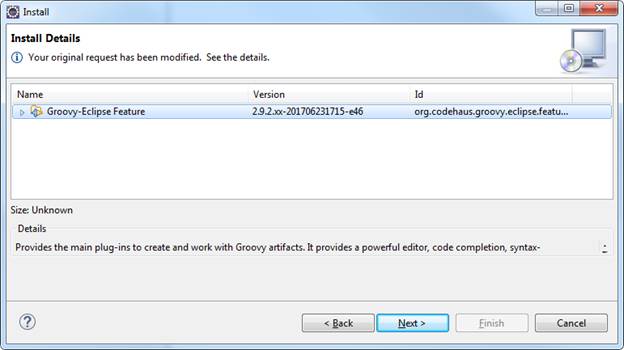 Install
Install Details
Your original request has been modified. See the details.
Name Version Id
Groovy-Eclipse Feature 2.9.2.xx-201706231715-e46 org.codehaus.groovy.eclipse.featu...
Size: Unknown
Details
Provides the main plug-ins to create and work with Groovy artifacts. It provides a powerful editor, code completion, syntax-
? < Back Next > Finish Cancel